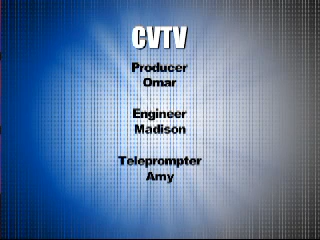 CVTV
Producer
Omar
Engineer
Madison
Teleprompter
Amy